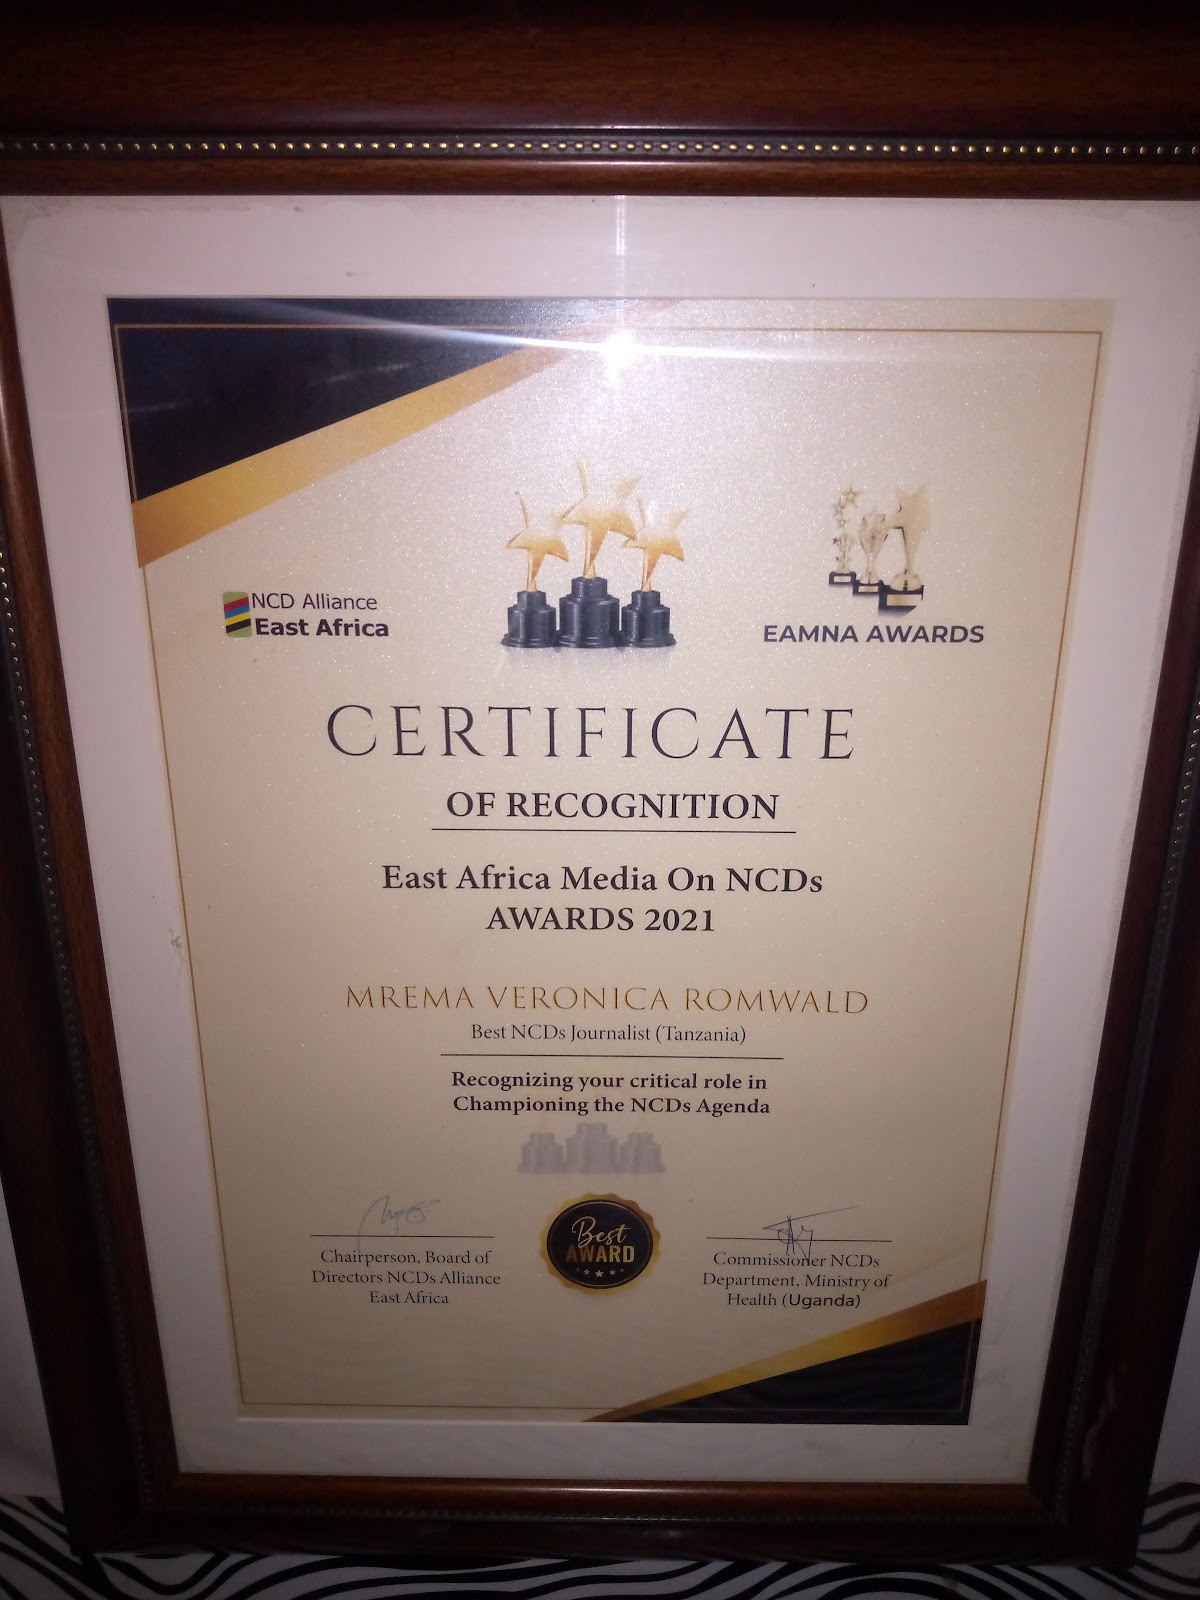 NCD Alliance
East Africa
EAMNA AWARDS
CERTIFICATE
OF RECOGNITION
East Africa Media On NCDs
AWARDS 2021
MREMA VERONICA ROMWALD
Best NCDs Journalist (Tanzania)
Recognizing your critical role in
Championing the NCDs Agenda
Chairperson, Board of
Directors NCDs Alliance
East Africa
Best
AWARD
Commissioner NCDs
Department, Ministry of
Health (Uganda)